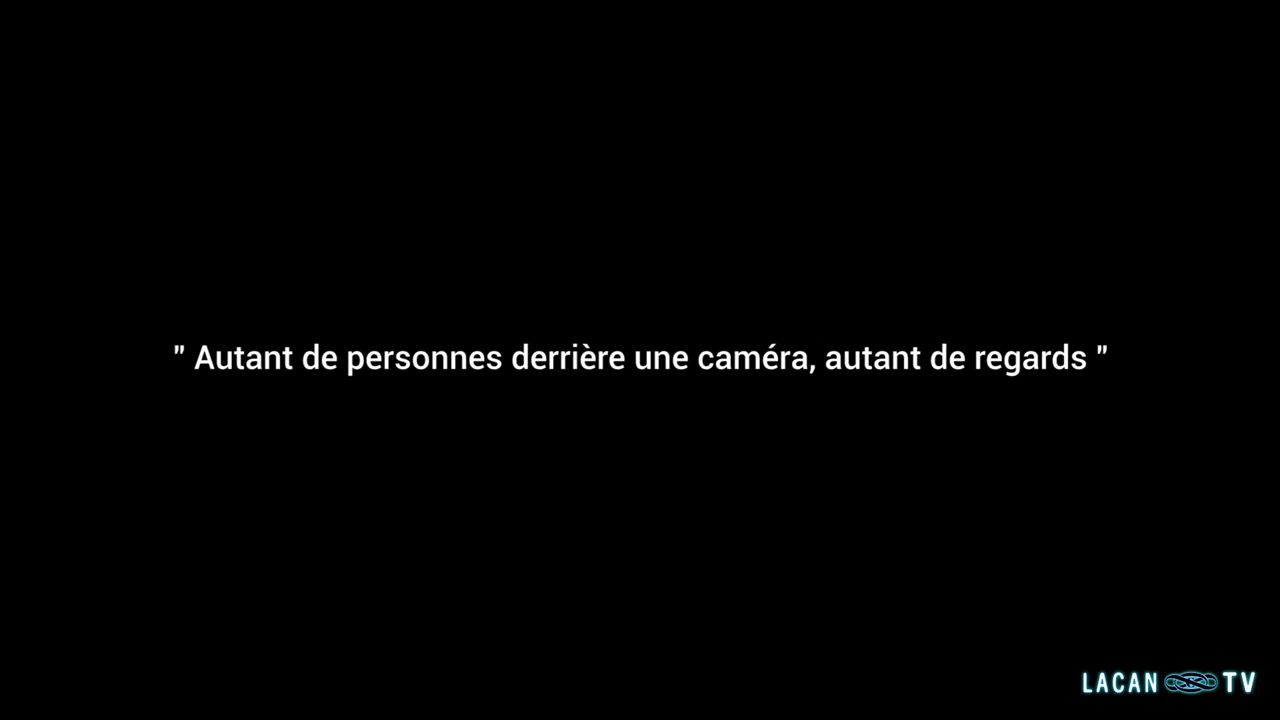 " Autant de personnes derrière une caméra, autant de regards "
LACAN TV